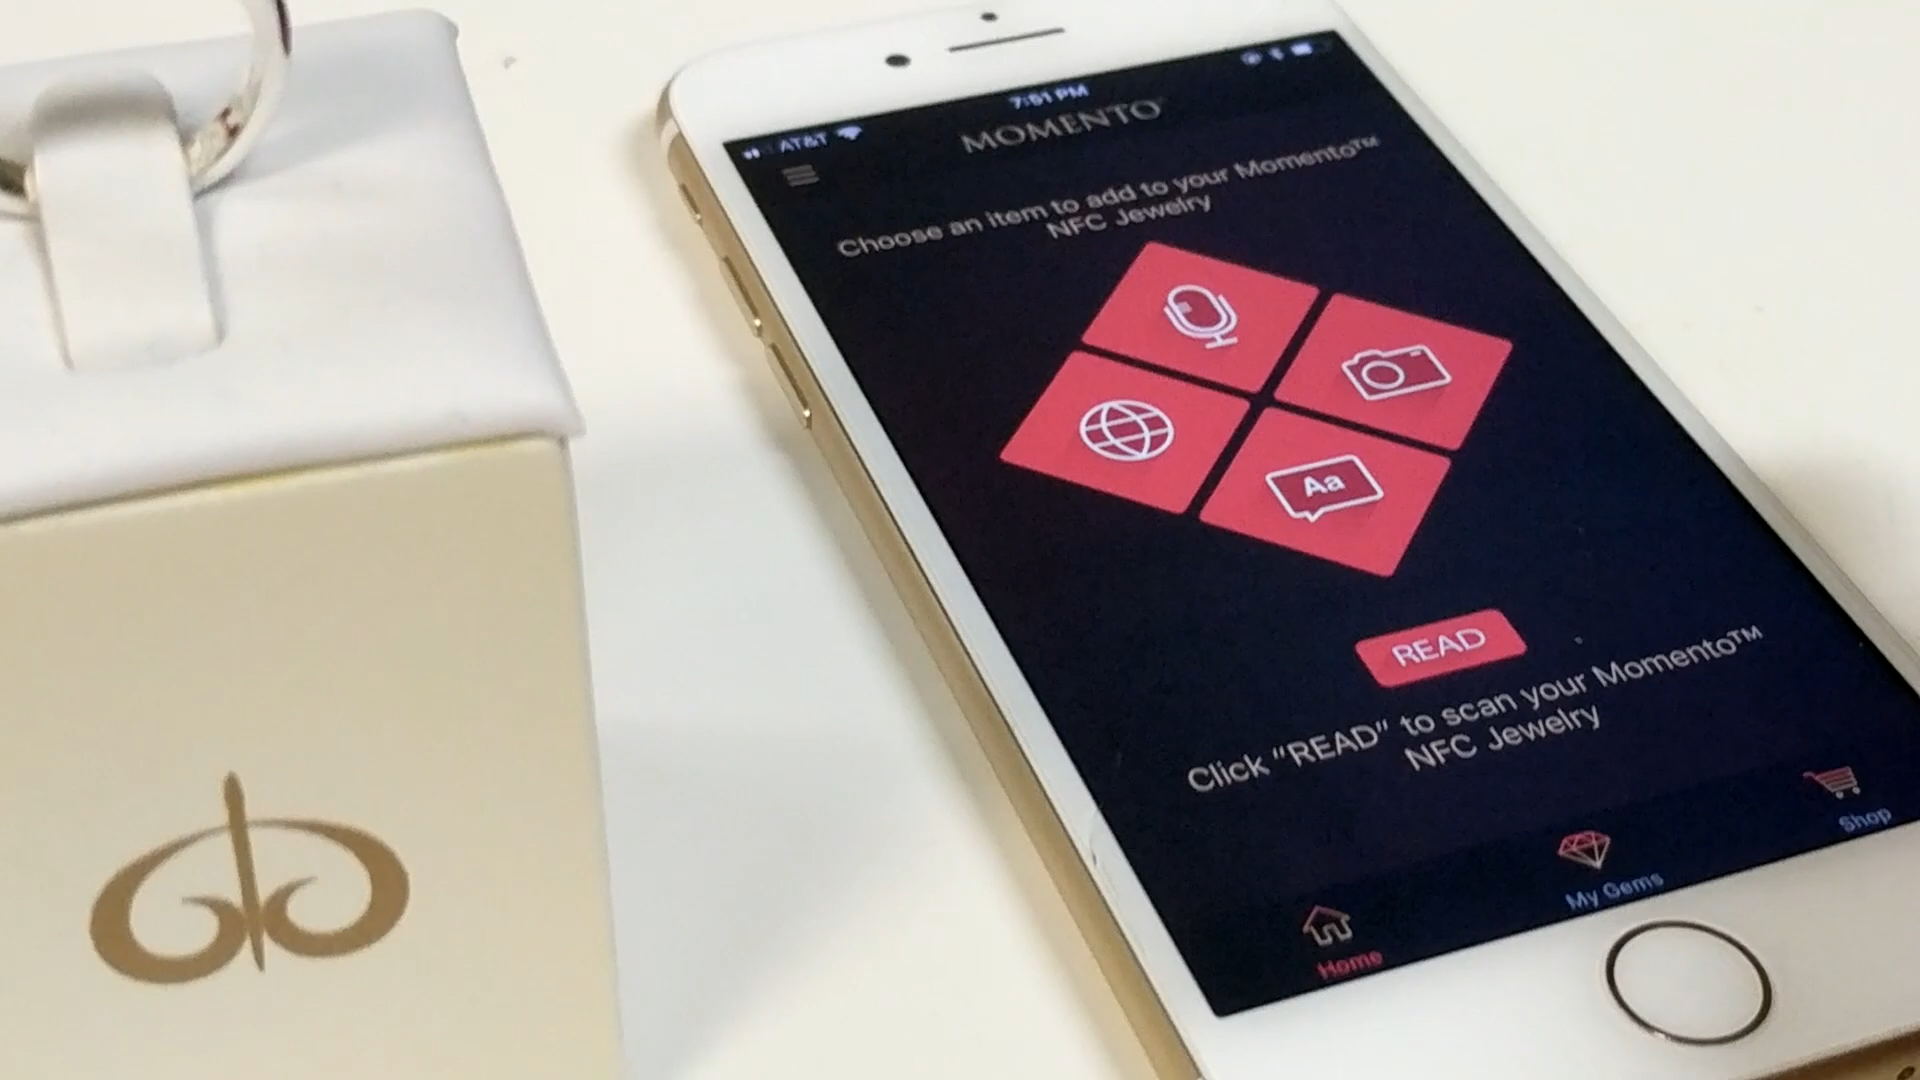 7:51 PM
AT&T
MOMENTO
Choose an item to add to your Momento™
NFC Jewelry
Aa
READ
Click "READ" to scan your Momento™
NFC Jewelry
Home
My Gems
Shop